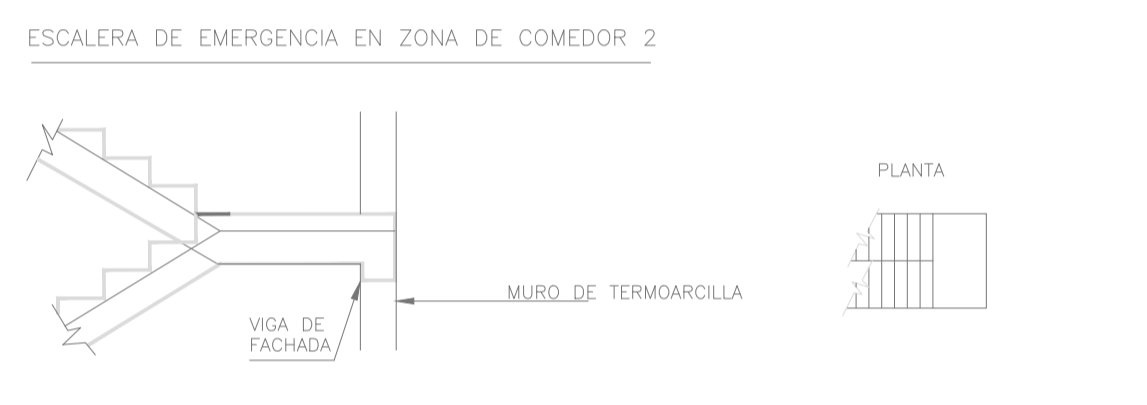 ESCALERA DE EMERGENCIA EN ZONA DE COMEDOR 2
PLANTA
MURO DE TERMOARCILLA
VIGA DE
FACHADA